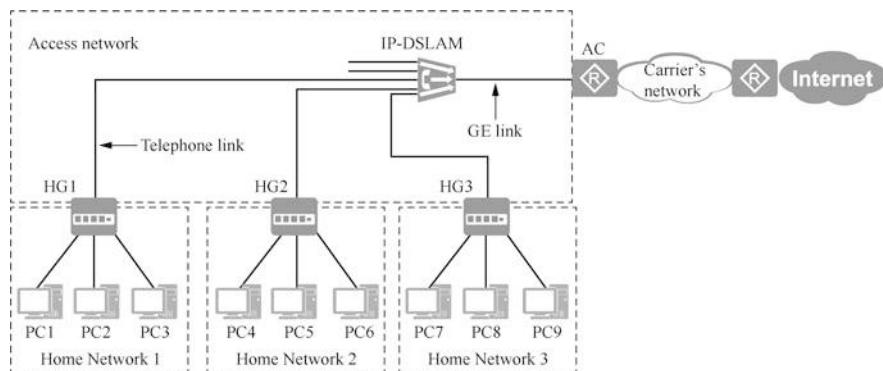 Access network
IP-DSLAM
AC
R
Carrier's
network
R
Internet
GE link
Telephone link
HG1
HG2
HG3
PC1
PC2
PC3
PC4
PC5
PC6
PC7
PC8
PC9
Home Network 1
Home Network 2
Home Network 3